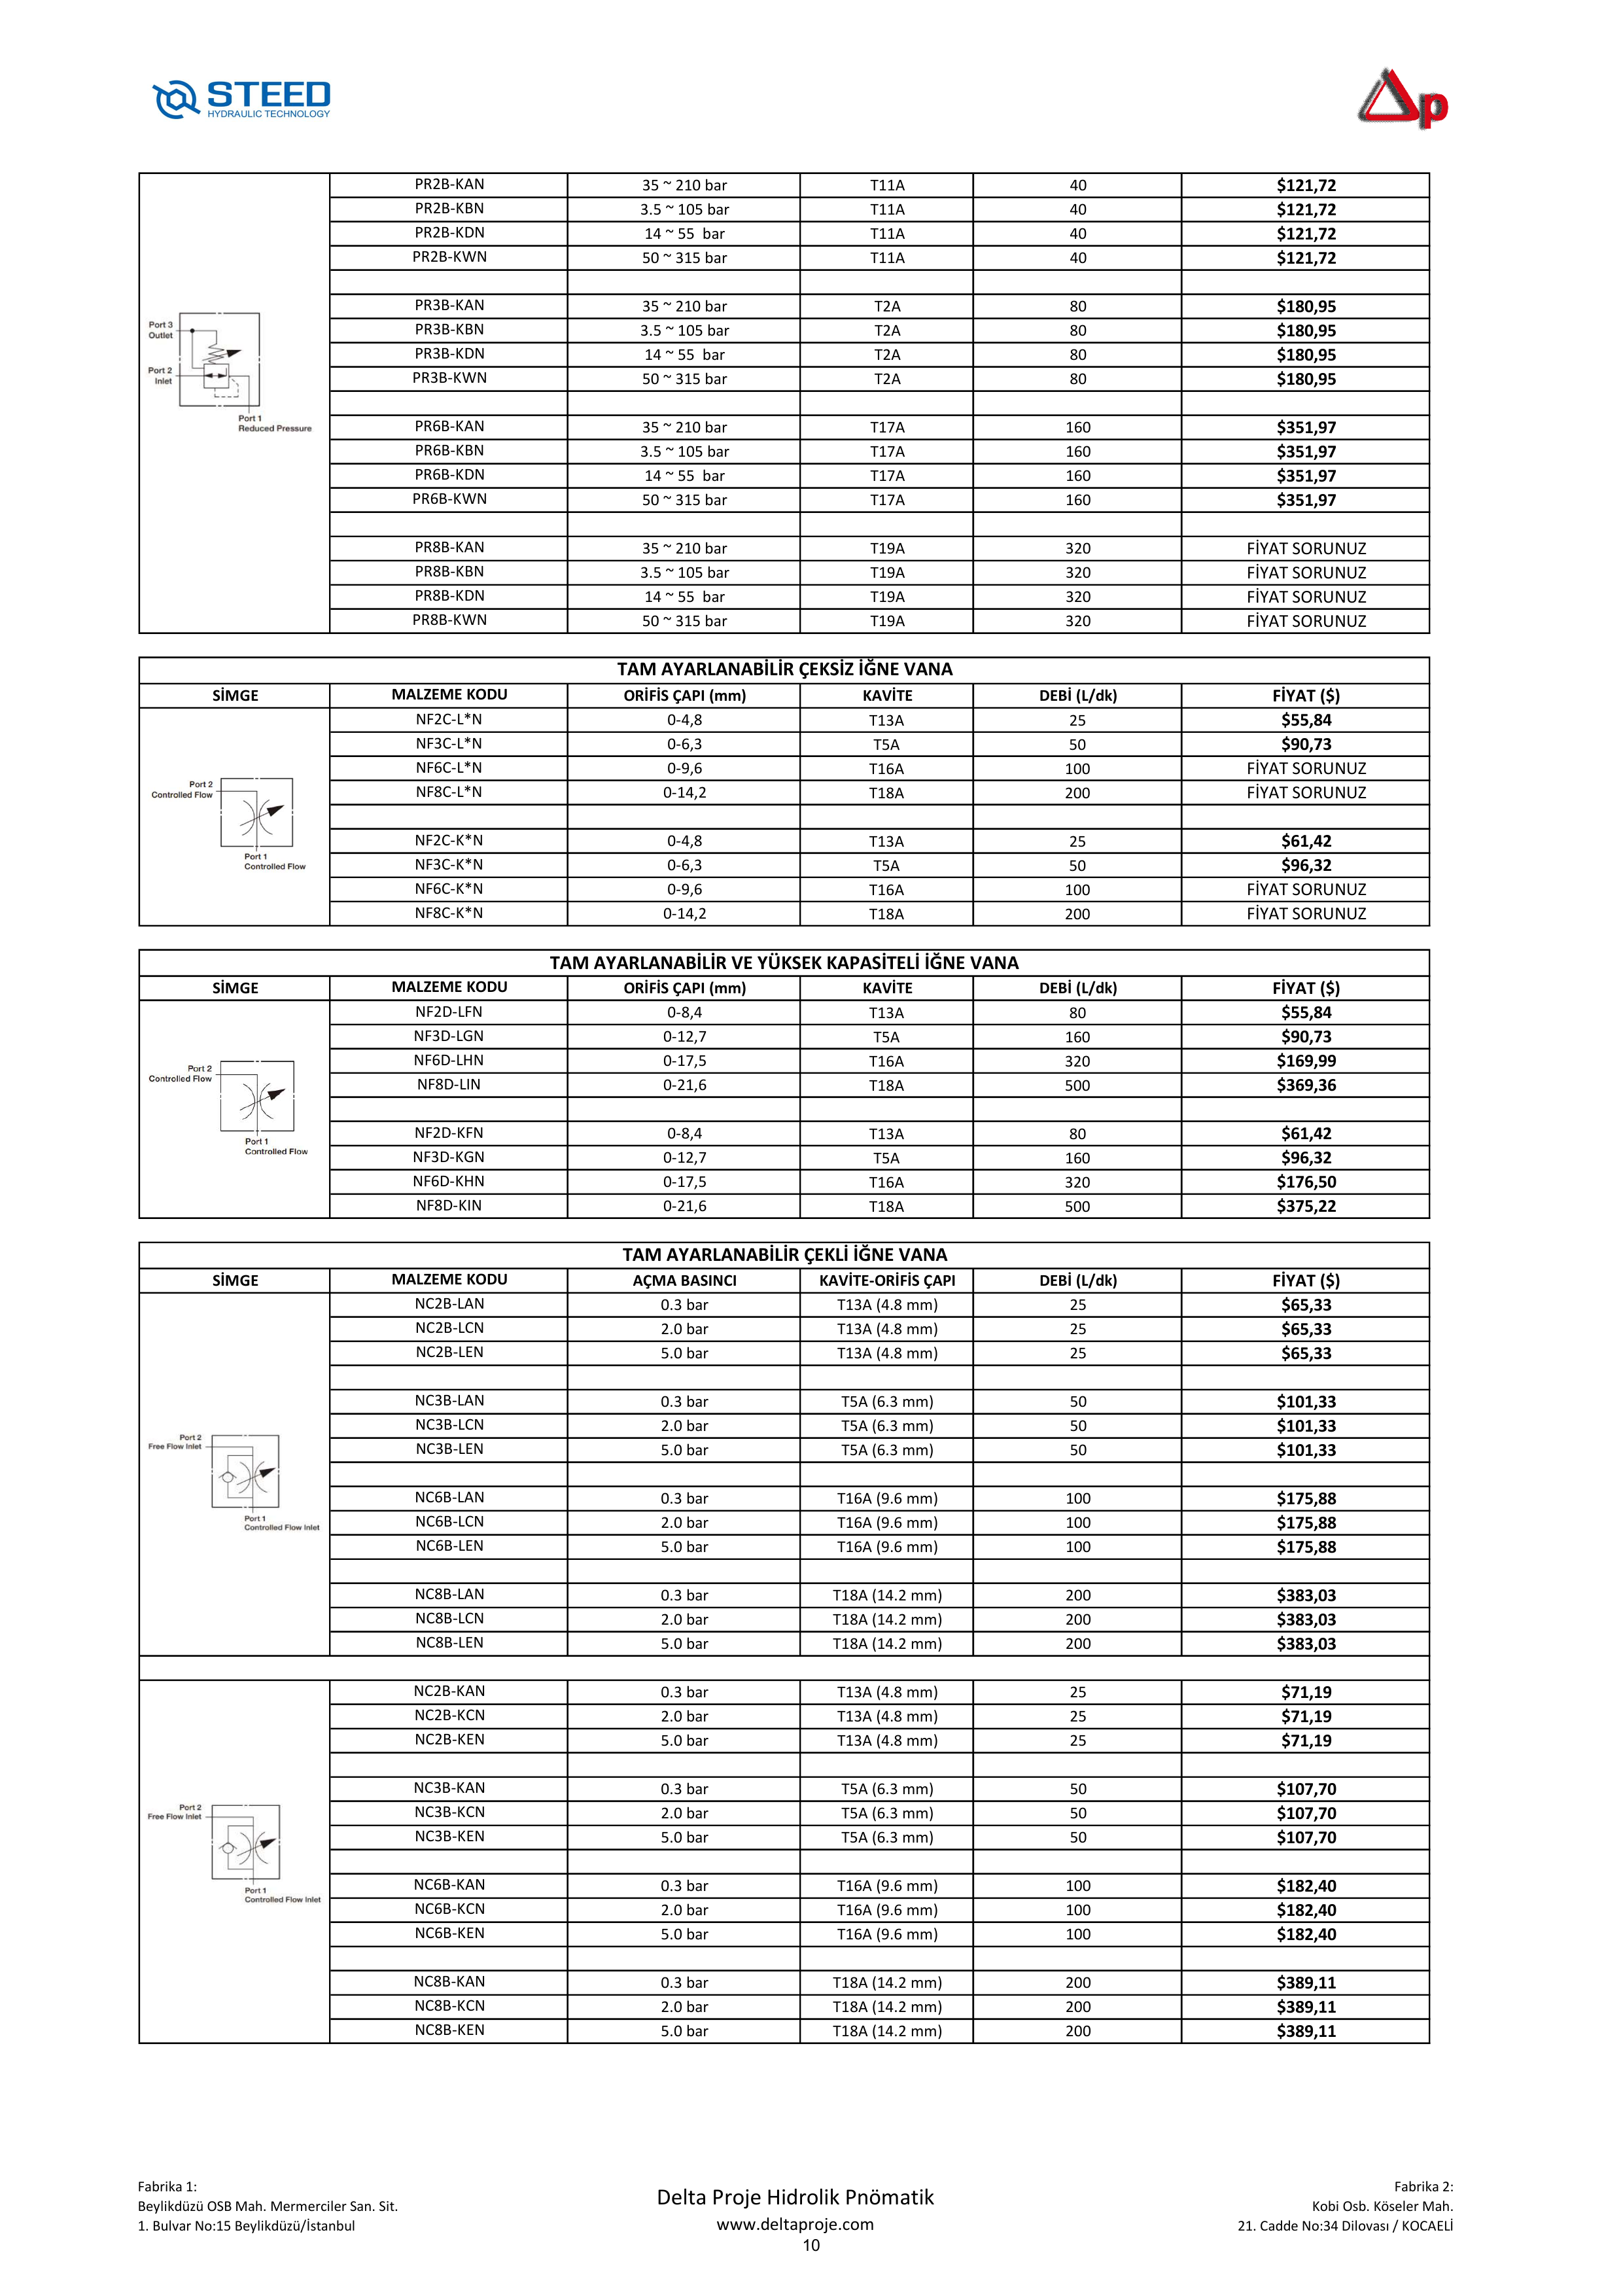 STEED
HYDRAULIC TECHNOLOGY
p
PR2B-KAN 35 ~ 210 bar T11A 40 $121,72
PR2B-KBN 3.5 ~ 105 bar T11A 40 $121,72
PR2B-KDN 14 ~ 55 bar T11A 40 $121,72
PR2B-KWN 50 ~ 315 bar T11A 40 $121,72
PR3B-KAN 35 ~ 210 bar T2A 80 $180,95
PR3B-KBN 3.5 ~ 105 bar T2A 80 $180,95
PR3B-KDN 14 ~ 55 bar T2A 80 $180,95
PR3B-KWN 50 ~ 315 bar T2A 80 $180,95
Port 3
Outlet
Port 2
Inlet
Port 1
Reduced Pressure
PR6B-KAN 35 ~ 210 bar T17A 160 $351,97
PR6B-KBN 3.5 ~ 105 bar T17A 160 $351,97
PR6B-KDN 14 ~ 55 bar T17A 160 $351,97
PR6B-KWN 50 ~ 315 bar T17A 160 $351,97
PR8B-KAN 35 ~ 210 bar T19A 320 FİYAT SORUNUZ
PR8B-KBN 3.5 ~ 105 bar T19A 320 FİYAT SORUNUZ
PR8B-KDN 14 ~ 55 bar T19A 320 FİYAT SORUNUZ
PR8B-KWN 50 ~ 315 bar T19A 320 FİYAT SORUNUZ
TAM AYARLANABİLİR ÇEKSİZ İĞNE VANA
SİMGE MALZEME KODU ORİFİS ÇAPI (mm) KAVİTE DEBİ (L/dk) FİYAT ($)
NF2C-L*N 0-4,8 T13A 25 $55,84
NF3C-L*N 0-6,3 T5A 50 $90,73
NF6C-L*N 0-9,6 T16A 100 FİYAT SORUNUZ
NF8C-L*N 0-14,2 T18A 200 FİYAT SORUNUZ
Port 2
Controlled Flow
Port 1
Controlled Flow
NF2C-K*N 0-4,8 T13A 25 $61,42
NF3C-K*N 0-6,3 T5A 50 $96,32
NF6C-K*N 0-9,6 T16A 100 FİYAT SORUNUZ
NF8C-K*N 0-14,2 T18A 200 FİYAT SORUNUZ
TAM AYARLANABİLİR VE YÜKSEK KAPASİTELİ İĞNE VANA
SİMGE MALZEME KODU ORİFİS ÇAPI (mm) KAVİTE DEBİ (L/dk) FİYAT ($)
NF2D-LFN 0-8,4 T13A 80 $55,84
NF3D-LGN 0-12,7 T5A 160 $90,73
NF6D-LHN 0-17,5 T16A 320 $169,99
NF8D-LIN 0-21,6 T18A 500 $369,36
Port 2
Controlled Flow
Port 1
Controlled Flow
NF2D-KFN 0-8,4 T13A 80 $61,42
NF3D-KGN 0-12,7 T5A 160 $96,32
NF6D-KHN 0-17,5 T16A 320 $176,50
NF8D-KIN 0-21,6 T18A 500 $375,22
TAM AYARLANABİLİR ÇEKLİ İĞNE VANA
SİMGE MALZEME KODU AÇMA BASINCI KAVİTE-ORİFİS ÇAPI DEBİ (L/dk) FİYAT ($)
NC2B-LAN 0.3 bar T13A (4.8 mm) 25 $65,33
NC2B-LCN 2.0 bar T13A (4.8 mm) 25 $65,33
NC2B-LEN 5.0 bar T13A (4.8 mm) 25 $65,33
NC3B-LAN 0.3 bar T5A (6.3 mm) 50 $101,33
NC3B-LCN 2.0 bar T5A (6.3 mm) 50 $101,33
NC3B-LEN 5.0 bar T5A (6.3 mm) 50 $101,33
Port 2
Free Flow Inlet
Port 1
Controlled Flow Inlet
NC6B-LAN 0.3 bar T16A (9.6 mm) 100 $175,88
NC6B-LCN 2.0 bar T16A (9.6 mm) 100 $175,88
NC6B-LEN 5.0 bar T16A (9.6 mm) 100 $175,88
NC8B-LAN 0.3 bar T18A (14.2 mm) 200 $383,03
NC8B-LCN 2.0 bar T18A (14.2 mm) 200 $383,03
NC8B-LEN 5.0 bar T18A (14.2 mm) 200 $383,03
NC2B-KAN 0.3 bar T13A (4.8 mm) 25 $71,19
NC2B-KCN 2.0 bar T13A (4.8 mm) 25 $71,19
NC2B-KEN 5.0 bar T13A (4.8 mm) 25 $71,19
NC3B-KAN 0.3 bar T5A (6.3 mm) 50 $107,70
NC3B-KCN 2.0 bar T5A (6.3 mm) 50 $107,70
NC3B-KEN 5.0 bar T5A (6.3 mm) 50 $107,70
Port 2
Free Flow Inlet
Port 1
Controlled Flow Inlet
NC6B-KAN 0.3 bar T16A (9.6 mm) 100 $182,40
NC6B-KCN 2.0 bar T16A (9.6 mm) 100 $182,40
NC6B-KEN 5.0 bar T16A (9.6 mm) 100 $182,40
NC8B-KAN 0.3 bar T18A (14.2 mm) 200 $389,11
NC8B-KCN 2.0 bar T18A (14.2 mm) 200 $389,11
NC8B-KEN 5.0 bar T18A (14.2 mm) 200 $389,11
Fabrika 1:
Beylikdüzü OSB Mah. Mermerciler San. Sit.
1. Bulvar No:15 Beylikdüzü/İstanbul
Delta Proje Hidrolik Pnömatik
www.deltaproje.com
10
Fabrika 2:
Kobi Osb. Köseler Mah.
21. Cadde No:34 Dilovası / KOCAELİ